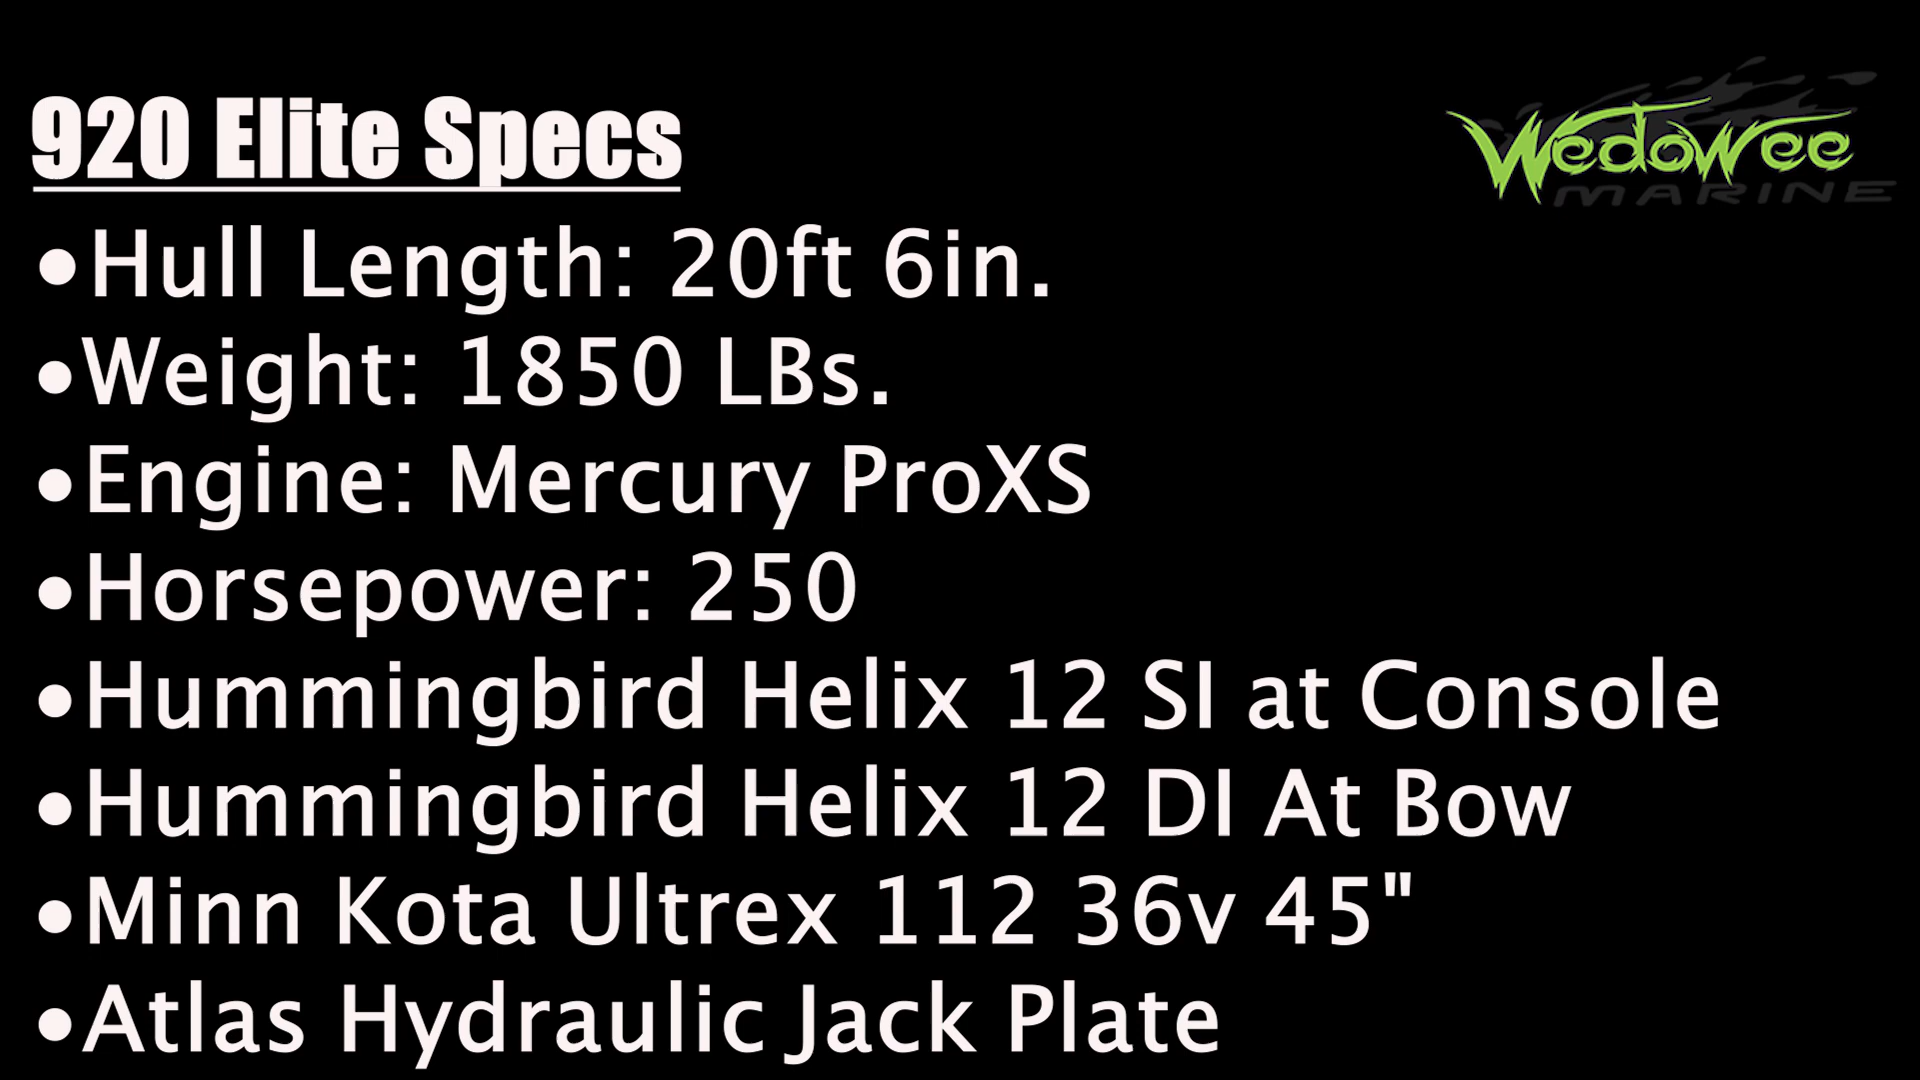 920 Elite Specs
Wedowee
MARINE
•Hull Length: 20ft 6in.
•Weight: 1850 LBs.
•Engine: Mercury ProXS
•Horsepower: 250
•Hummingbird Helix 12 SI at Console
•Hummingbird Helix 12 DI At Bow
•Minn Kota Ultrex 112 36v 45"
•Atlas Hydraulic Jack Plate